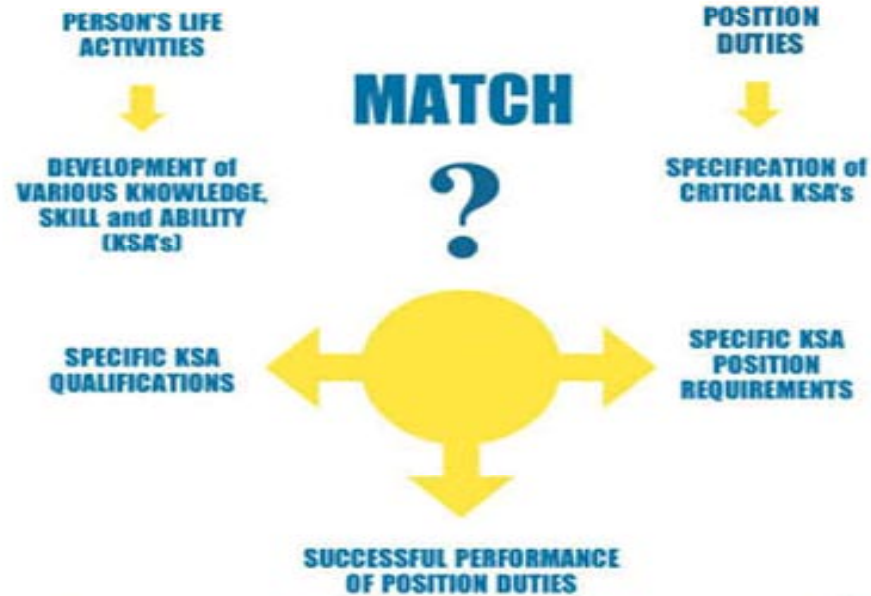 PERSON'S LIFE
ACTIVITIES
POSITION
DUTIES
MATCH
?
DEVELOPMENT of
VARIOUS KNOWLEDGE,
SKILL and ABILITY
(KSA's)
SPECIFICATION of
CRITICAL KSA's
SPECIFIC KSA
QUALIFICATIONS
SPECIFIC KSA
POSITION
REQUIREMENTS
SUCCESSFUL PERFORMANCE
OF POSITION DUTIES